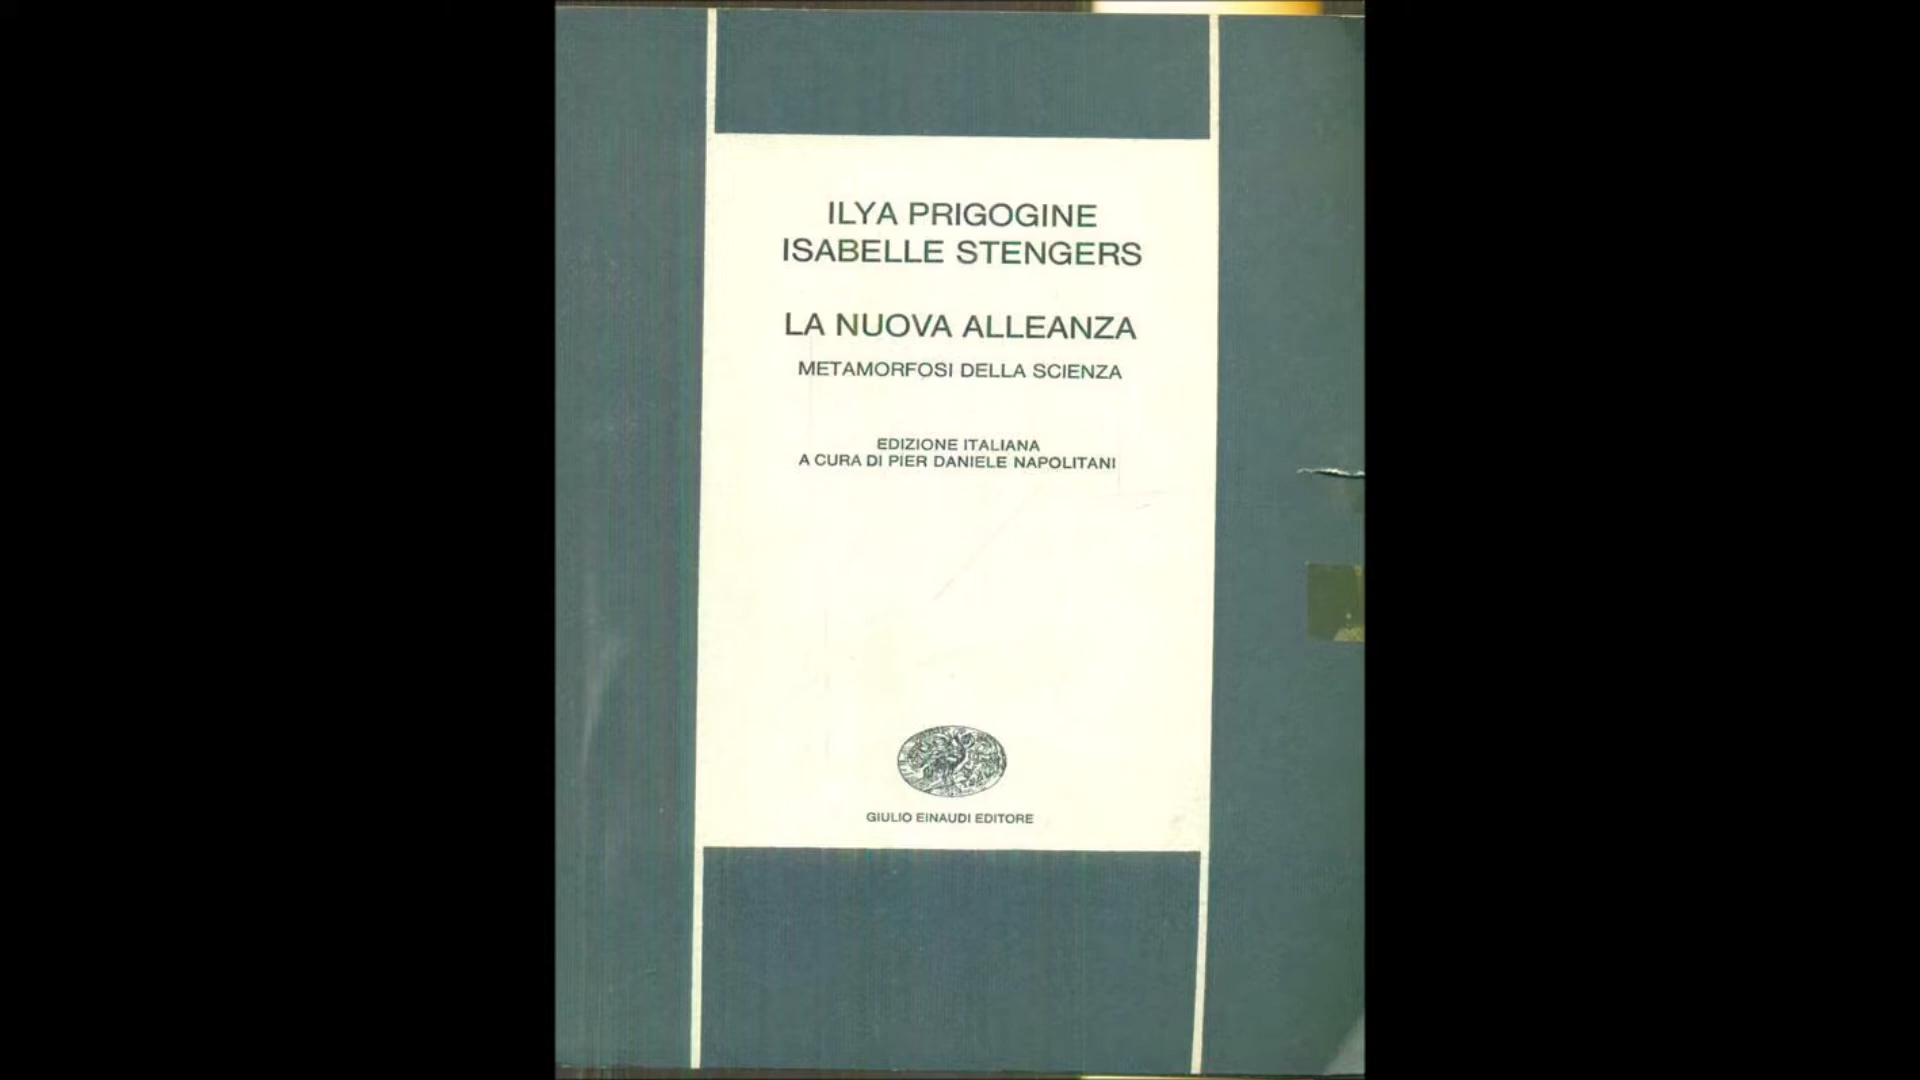 ILYA PRIGOGINE
ISABELLE STENGERS
LA NUOVA ALLEANZA
METAMORFOSI DELLA SCIENZA
EDIZIONE ITALIANA
A CURA DI PIER DANIELE NAPOLITANI
GIULIO EINAUDI EDITORE